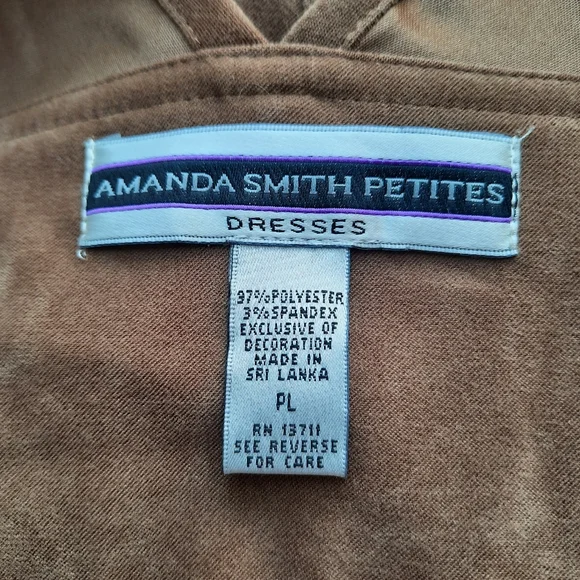 AMANDA SMITH PETITES
DRESSES
97%POLYESTER
3%SPANDEX
EXCLUSIVE OF
DECORATION
MADE IN
SRI LANKA
PL
RN 13711
SEE REVERSE
FOR CARE